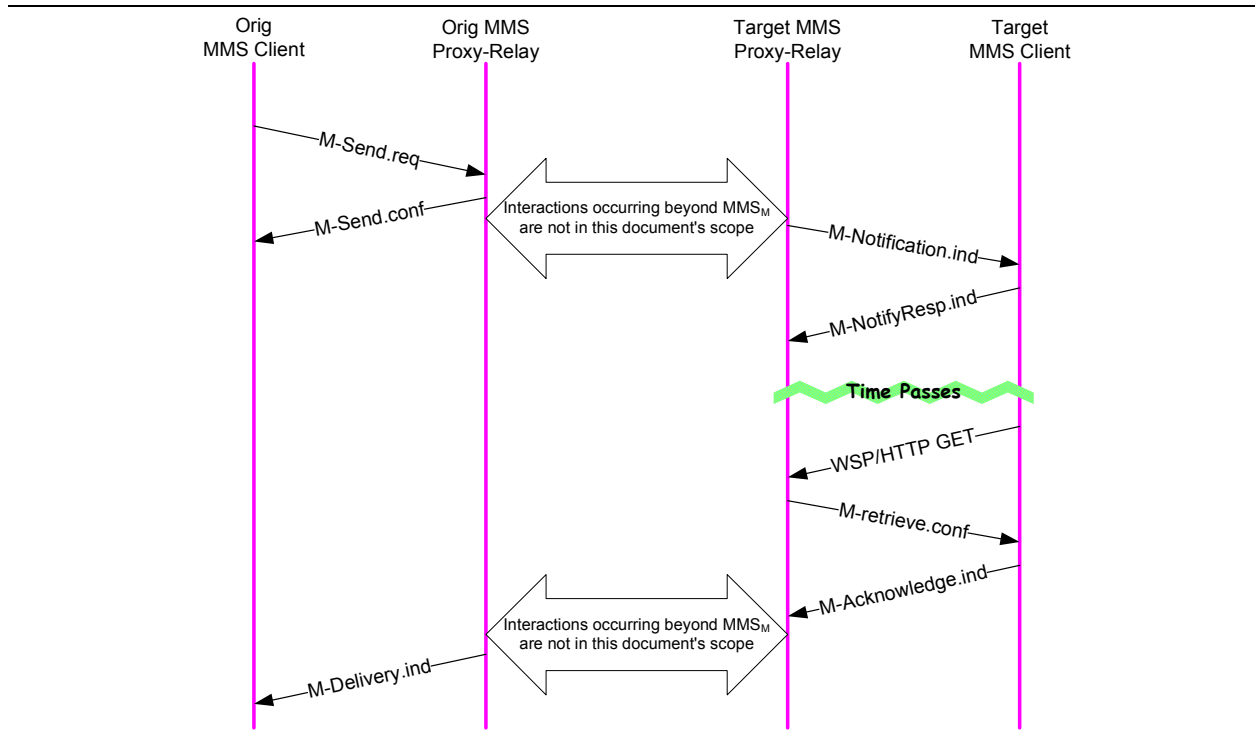 Orig
MMS Client
Orig MMS
Proxy-Relay
Target MMS
Proxy-Relay
Target
MMS Client
M-Send.req
M-Send.conf
Interactions occurring beyond MMSM
are not in this document's scope
M-Notification.ind
M-NotifyResp.ind
Time Passes
WSP/HTTP GET
M-retrieve.conf
M-Acknowledge.ind
Interactions occurring beyond MMSM
are not in this document's scope
M-Delivery.ind